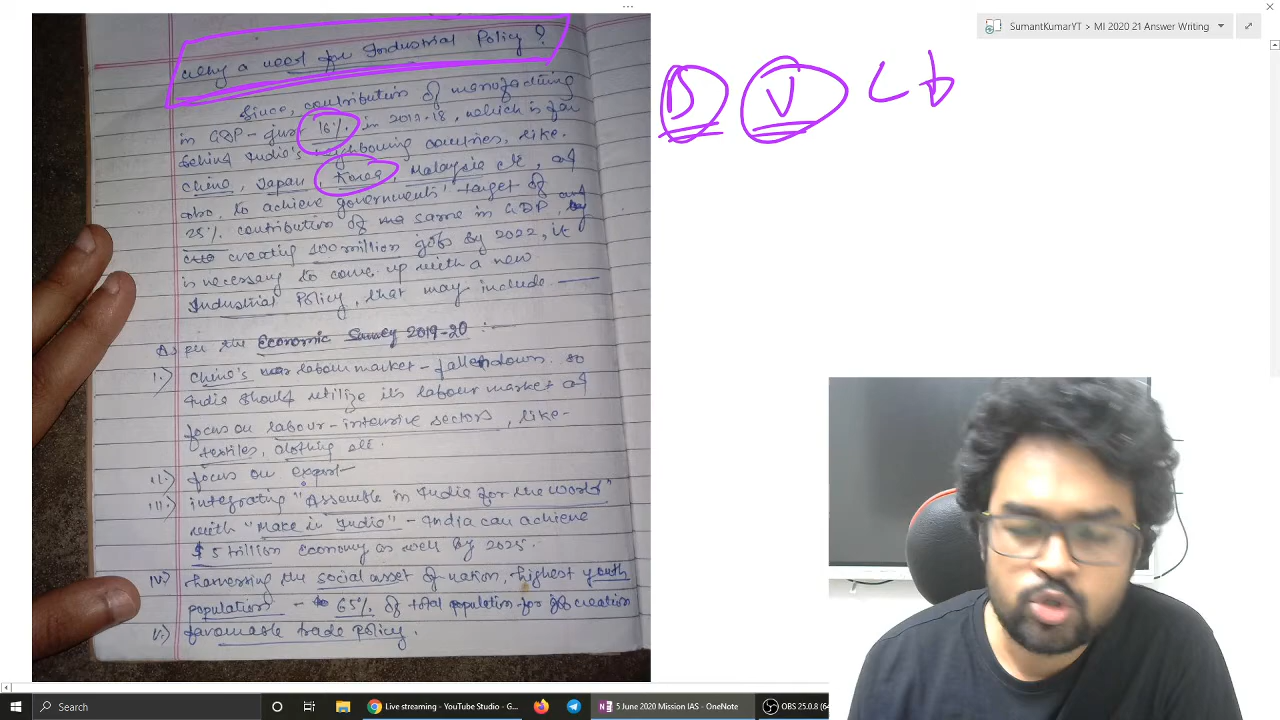 SumantKumarYT > MI 2020 21 Answer Writing
Why a need for Industrial Policy ?
Since, contribution of manufacturing
in GDP - just 16% in 2017-18, which is far
behind India's neighbouring countries, like
China, Japan, Korea, Malaysia etc, and
also, to achieve governments' target of
25% contribution of the same in GDP, and
creating 100 million jobs by 2022, it
is necessary to come up with a new
Industrial Policy, that may include
As per the Economic Survey 2019-20 :-
I.) China's labour market - fallen down. so
India should utilize its labour market and
focus on labour-intensive sectors, like-
textiles, clothing etc.
II.) focus on export
III.) integrating "Assemble in India for the World"
with "Make in India" - India can achieve
$ 5 trillion economy as well by 2025.
IV.) harnessing the social asset of nation, highest youth
population - 65% of total population for job creation
V.) favourable trade policy.
B V C D
Search
Live streaming - YouTube Studio - G...
5 June 2020 Mission IAS - OneNote
OBS 25.0.8 (64